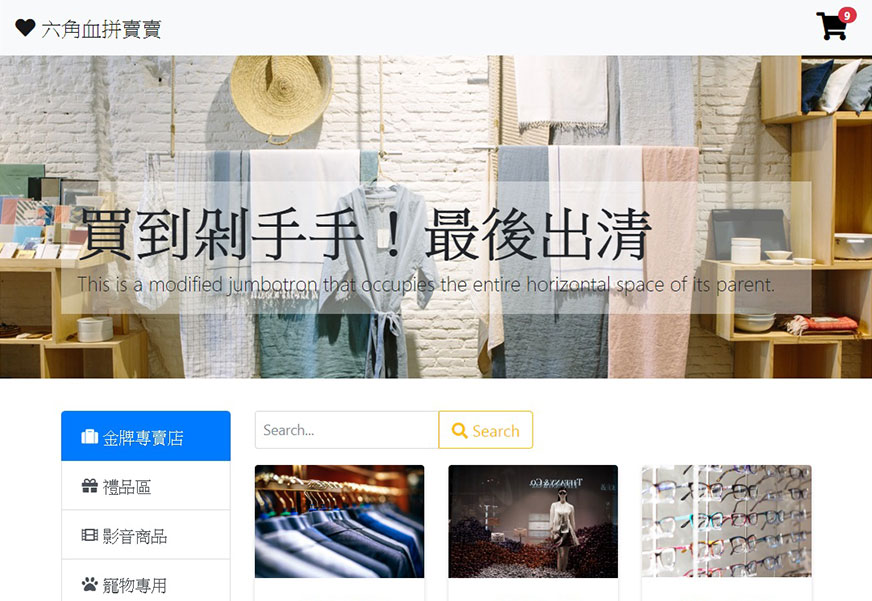 六角血拼賣賣
9
買到剁手手！最後出清
This is a modified jumbotron that occupies the entire horizontal space of its parent.
金牌專賣店
禮品區
影音商品
寵物專用
Search...
Search
TIFFANY & CO.